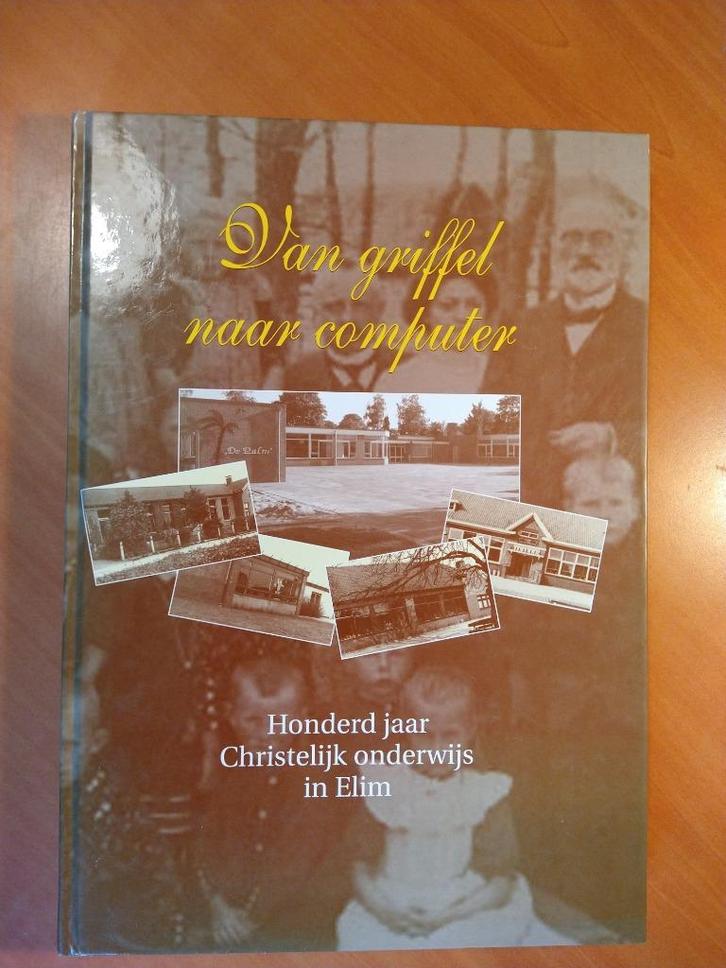 Van griffel
naar computer
„De Palm”
Honderd jaar
Christelijk onderwijs
in Elim